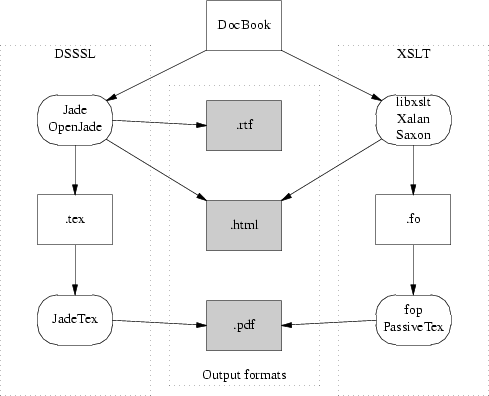 DocBook
DSSSL
XSLT
Jade
OpenJade
.rtf
libxslt
Xalan
Saxon
.tex
.html
.fo
JadeTex
.pdf
fop
PassiveTex
Output formats